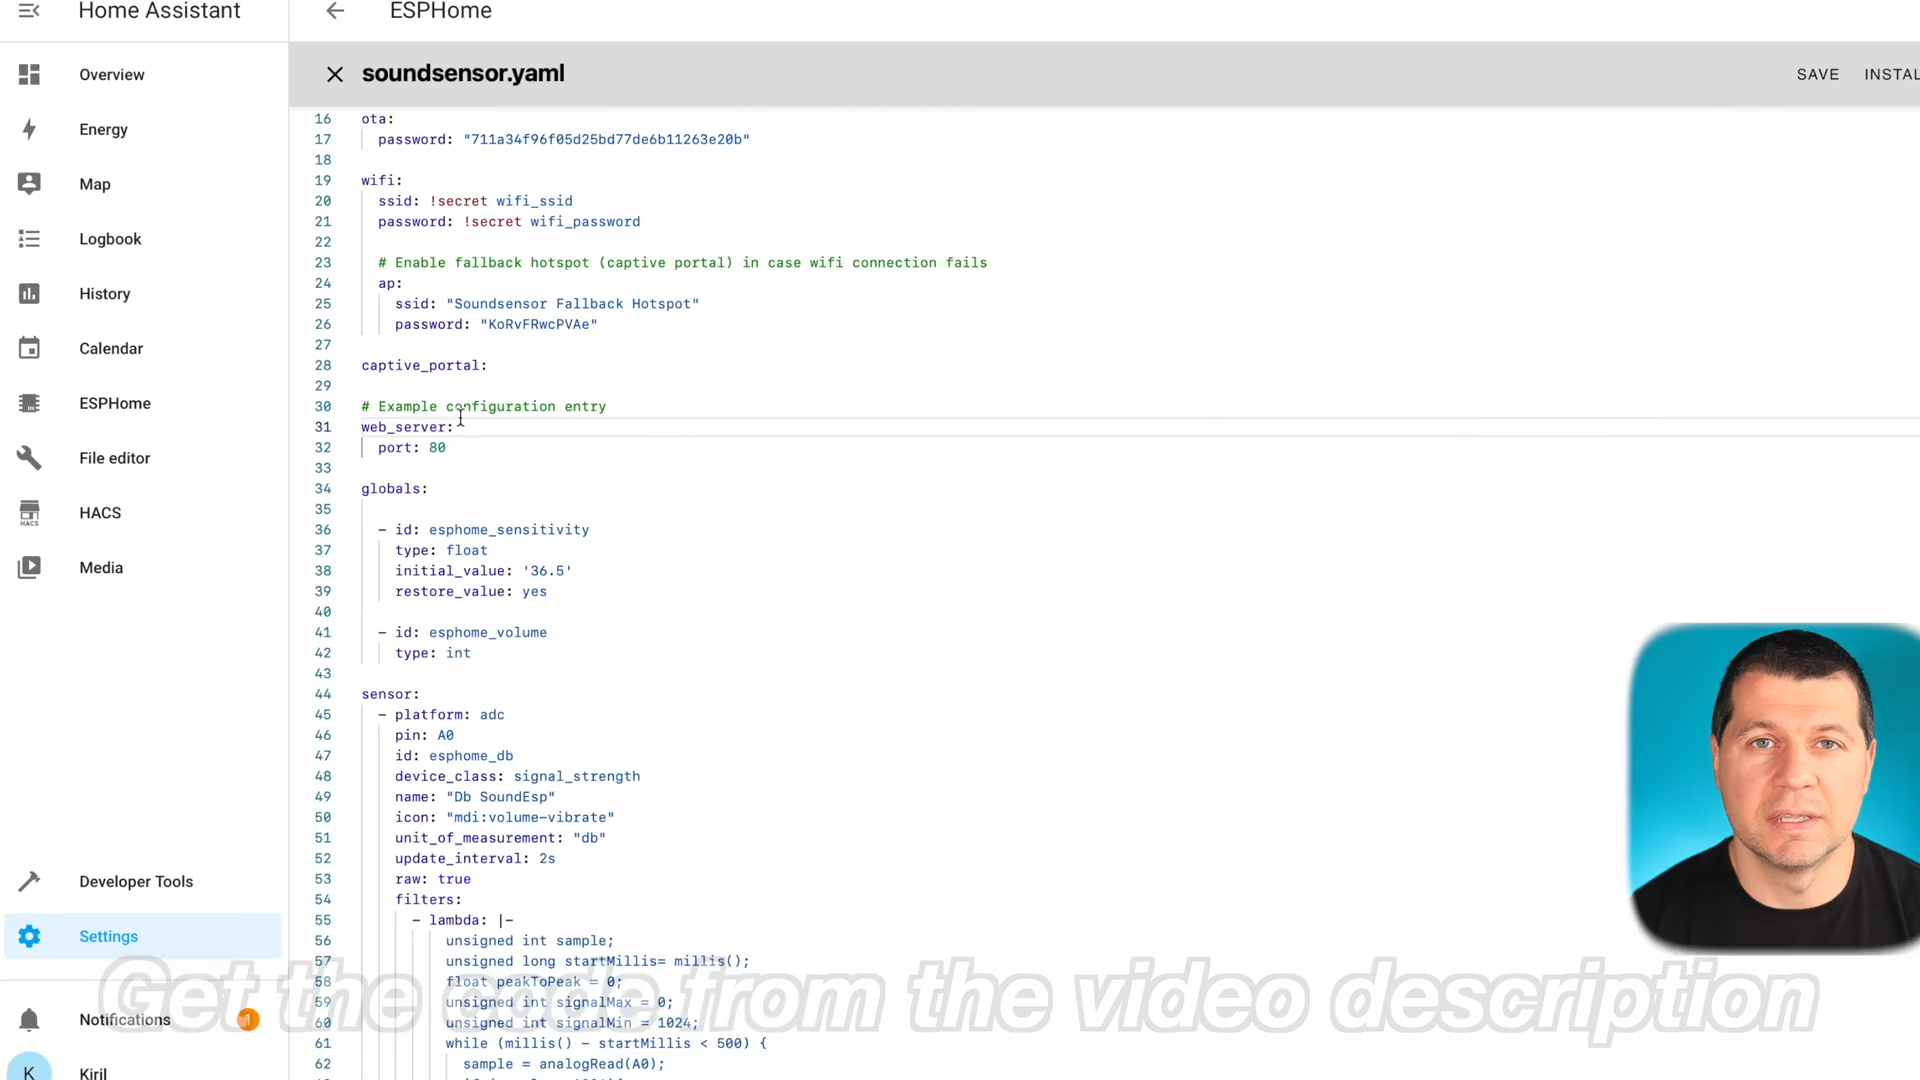 Home Assistant
ESPHome
Overview
Energy
Map
Logbook
History
Calendar
ESPHome
File editor
HACS
HACS
Media
Developer Tools
Settings
Notifications
1
K
Kiril
soundsensor.yaml
SAVE
INSTAL
16 ota:
17 password: "711a34f96f05d25bd77de6b11263e20b"
18
19 wifi:
20 ssid: !secret wifi_ssid
21 password: !secret wifi_password
22
23 # Enable fallback hotspot (captive portal) in case wifi connection fails
24 ap:
25 ssid: "Soundsensor Fallback Hotspot"
26 password: "KoRvFRwcPVAe"
27
28 captive_portal:
29
30 # Example configuration entry
31 web_server:
32 port: 80
33
34 globals:
35
36 - id: esphome_sensitivity
37 type: float
38 initial_value: '36.5'
39 restore_value: yes
40
41 - id: esphome_volume
42 type: int
43
44 sensor:
45 - platform: adc
46 pin: A0
47 id: esphome_db
48 device_class: signal_strength
49 name: "Db SoundEsp"
50 icon: "mdi:volume-vibrate"
51 unit_of_measurement: "db"
52 update_interval: 2s
53 raw: true
54 filters:
55 - lambda: |-
56 unsigned int sample;
57 unsigned long startMillis= millis();
58 float peakToPeak = 0;
59 unsigned int signalMax = 0;
60 unsigned int signalMin = 1024;
61 while (millis() - startMillis < 500) {
62 sample = analogRead(A0);
Get the code from the video description